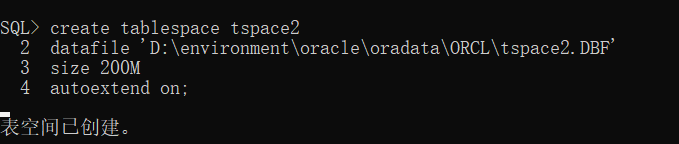 SQL> create tablespace tspace2
  2  datafile 'D:\environment\oracle\oradata\ORCL\tspace2.DBF'
  3  size 200M
  4  autoextend on;
表空间已创建。